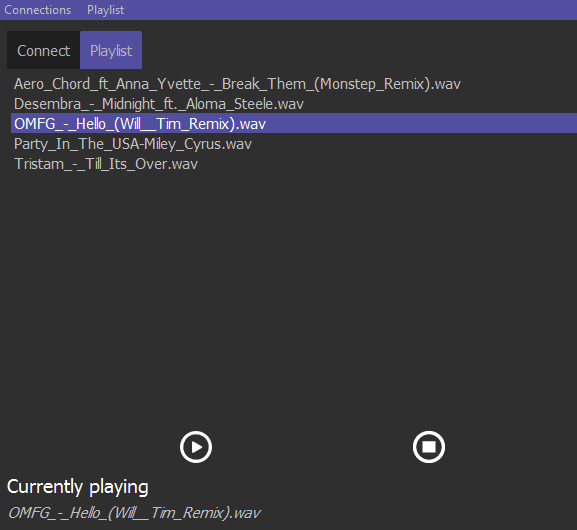 Connections Playlist
Connect Playlist
Aero_Chord_ft_Anna_Yvette_-_Break_Them_(Monstep_Remix).wav
Desembra_-_Midnight_ft._Aloma_Steele.wav
OMFG_-_Hello_(Will__Tim_Remix).wav
Party_In_The_USA-Miley_Cyrus.wav
Tristam_-_Till_Its_Over.wav
Currently playing
OMFG_-_Hello_(Will__Tim_Remix).wav